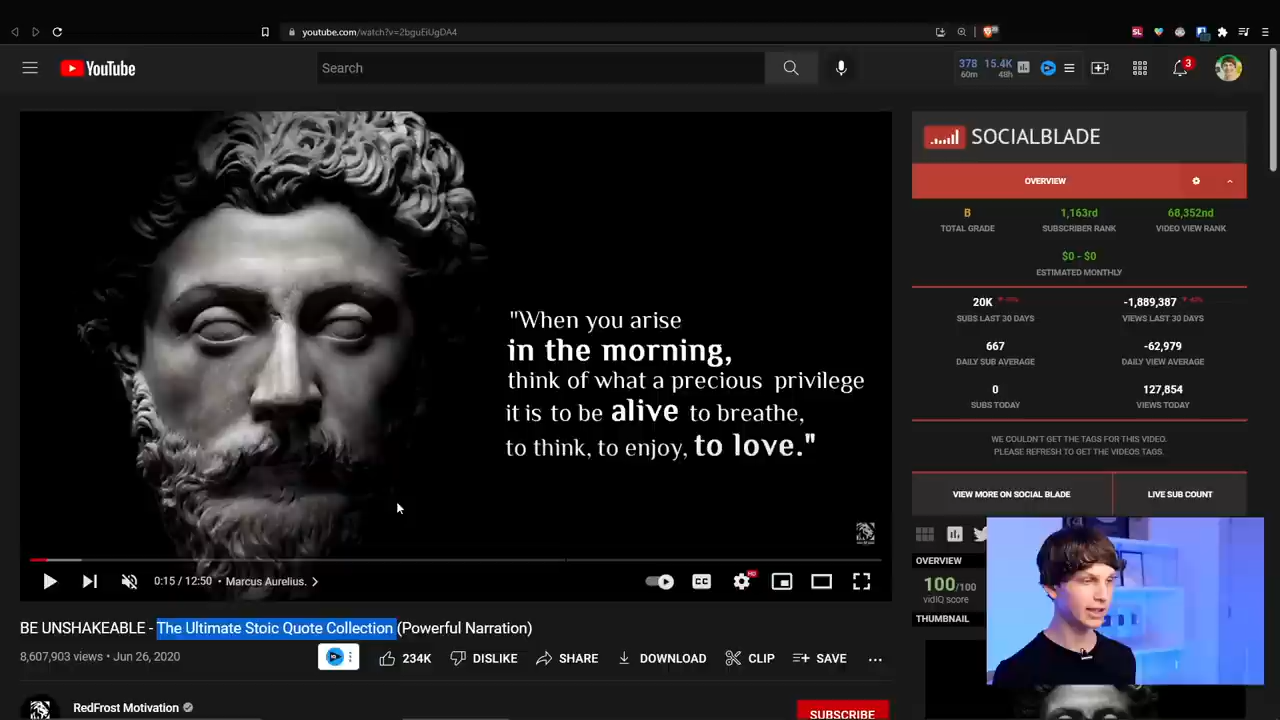 youtube.com/watch?v=2bguEiUgDA4
YouTube
Search
378 15.4K
60m 48h
3
SL
SOCIALBLADE
OVERVIEW
B 1,163rd 68,352nd
TOTAL GRADE SUBSCRIBER RANK VIDEO VIEW RANK
$0 - $0
ESTIMATED MONTHLY
20K -1,889,387
SUBS LAST 30 DAYS VIEWS LAST 30 DAYS
667 -62,979
DAILY SUB AVERAGE DAILY VIEW AVERAGE
0 127,854
SUBS TODAY VIEWS TODAY
WE COULDN'T GET THE TAGS FOR THIS VIDEO.
PLEASE REFRESH TO GET THE VIDEOS TAGS.
VIEW MORE ON SOCIAL BLADE LIVE SUB COUNT
OVERVIEW
100/100
vidIQ score
THUMBNAIL
"When you arise
in the morning,
think of what a precious privilege
it is to be alive to breathe,
to think, to enjoy, to love."
0:15 / 12:50 • Marcus Aurelius.
CC
HD
BE UNSHAKEABLE - The Ultimate Stoic Quote Collection (Powerful Narration)
8,607,903 views • Jun 26, 2020
234K DISLIKE SHARE DOWNLOAD CLIP SAVE
RedFrost Motivation
SUBSCRIBE